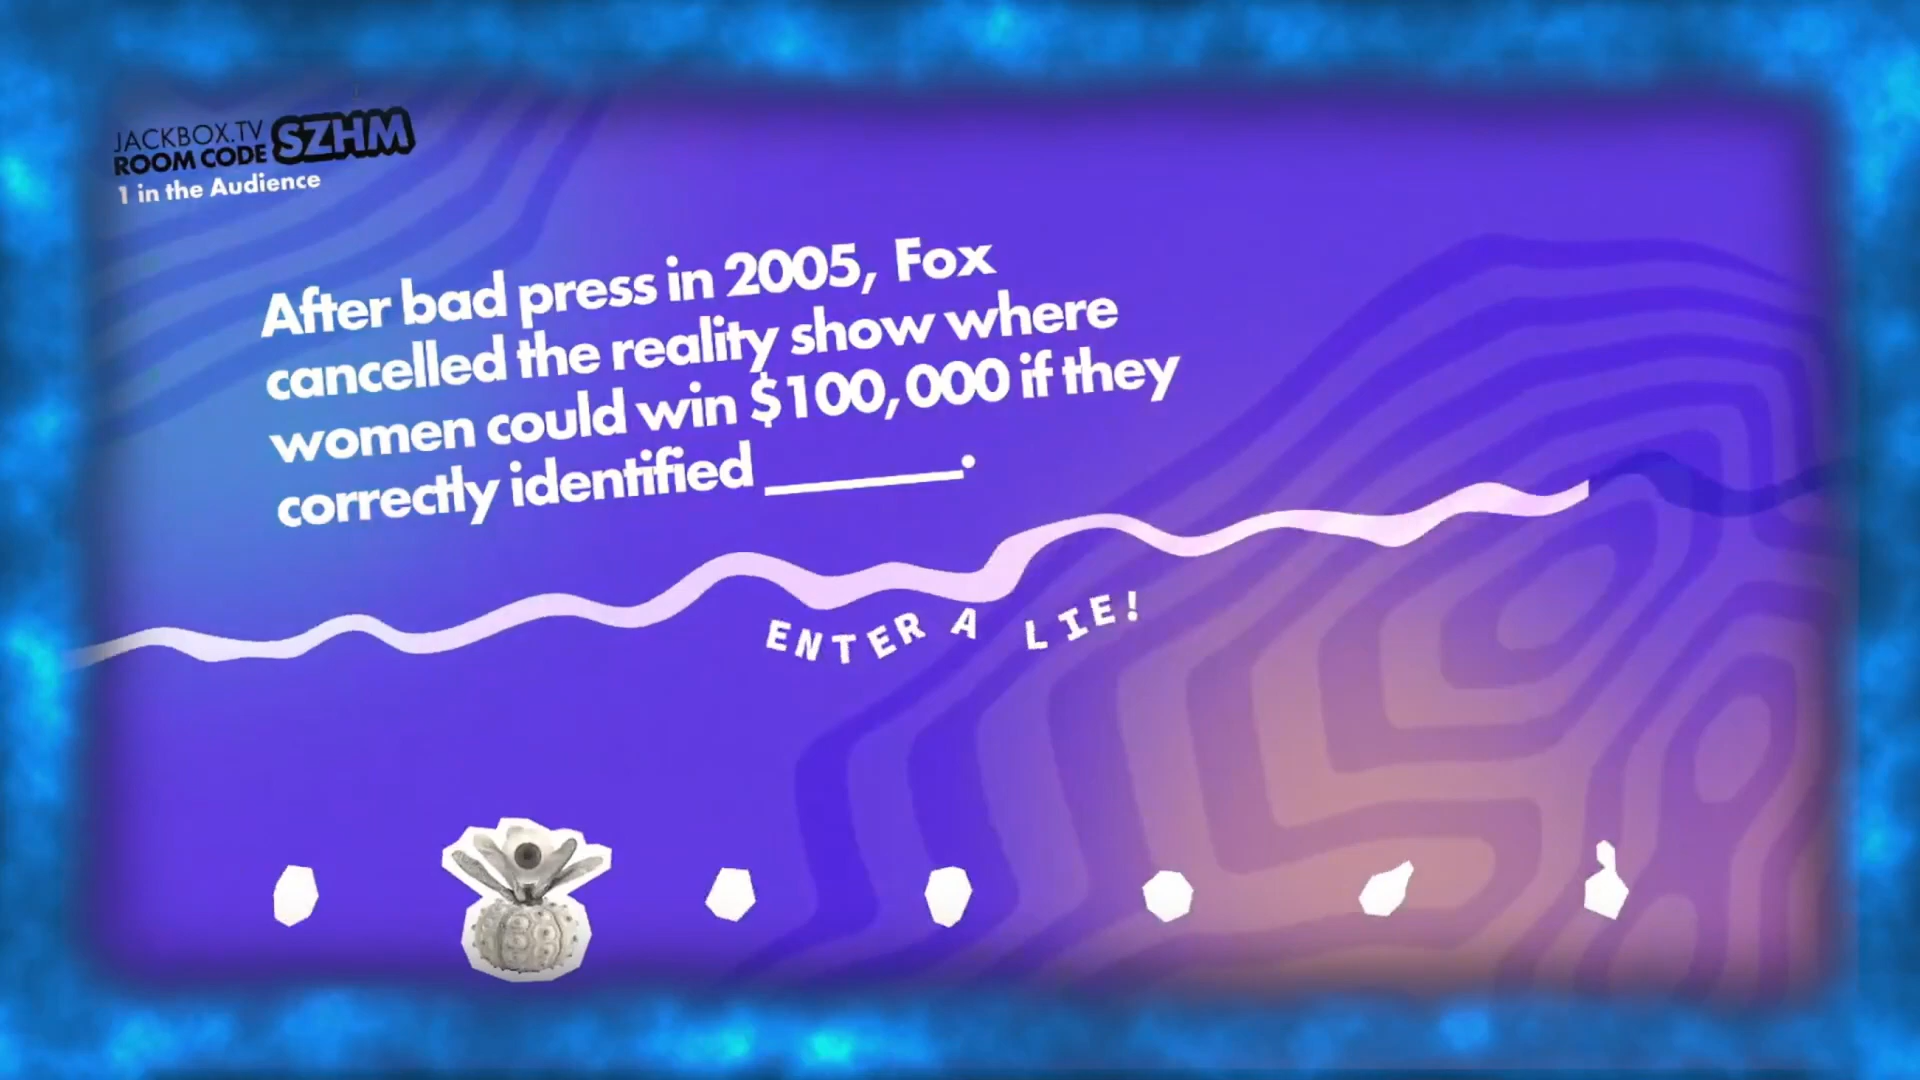 JACKBOX.TV
ROOM CODE SZHM
1 in the Audience
After bad press in 2005, Fox
cancelled the reality show where
women could win $100,000 if they
correctly identified ______.
ENTER A LIE!